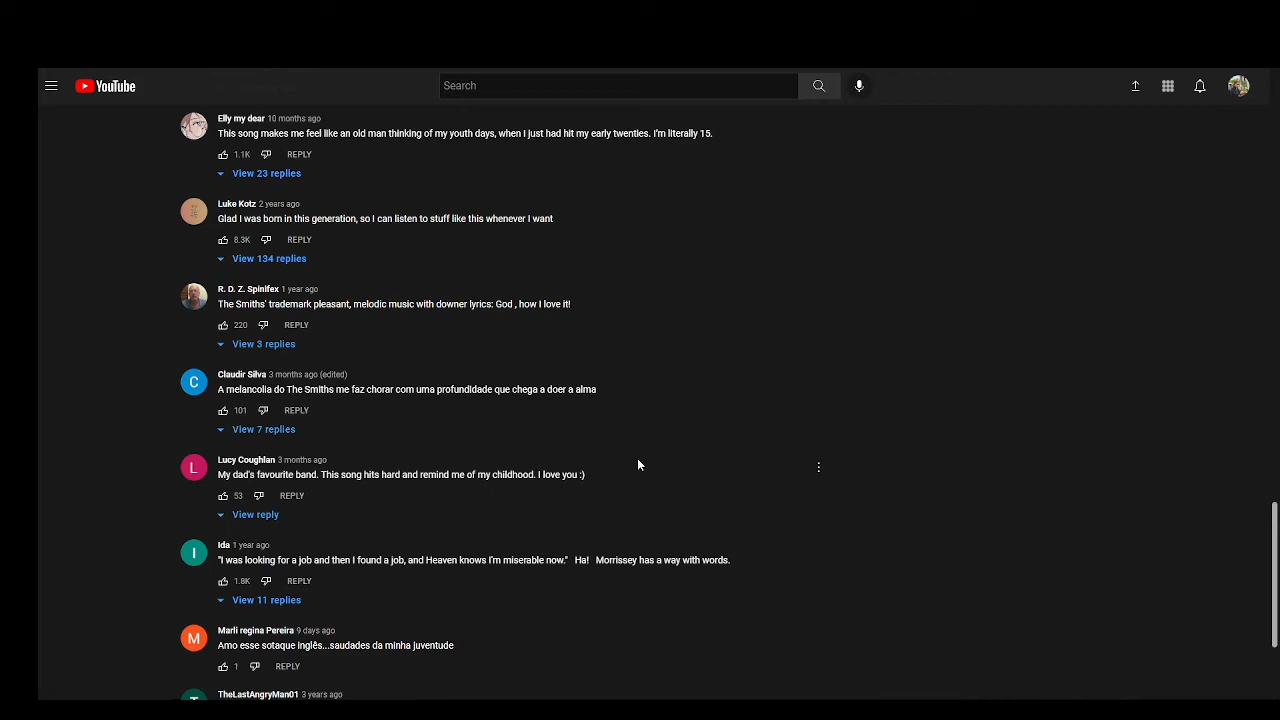 YouTube
Search
Elly my dear 10 months ago
This song makes me feel like an old man thinking of my youth days, when I just had hit my early twenties. I'm literally 15.
1.1K REPLY
View 23 replies
Luke Kotz 2 years ago
Glad I was born in this generation, so I can listen to stuff like this whenever I want
8.3K REPLY
View 134 replies
R. D. Z. Spinifex 1 year ago
The Smiths' trademark pleasant, melodic music with downer lyrics: God , how I love it!
220 REPLY
View 3 replies
C
Claudir Silva 3 months ago (edited)
A melancolia do The Smiths me faz chorar com uma profundidade que chega a doer a alma
101 REPLY
View 7 replies
L
Lucy Coughlan 3 months ago
My dad's favourite band. This song hits hard and remind me of my childhood. I love you :)
53 REPLY
View reply
I
Ida 1 year ago
"I was looking for a job and then I found a job, and Heaven knows I'm miserable now." Ha! Morrissey has a way with words.
1.8K REPLY
View 11 replies
M
Marli regina Pereira 9 days ago
Amo esse sotaque inglês...saudades da minha juventude
1 REPLY
T
TheLastAngryMan01 3 years ago